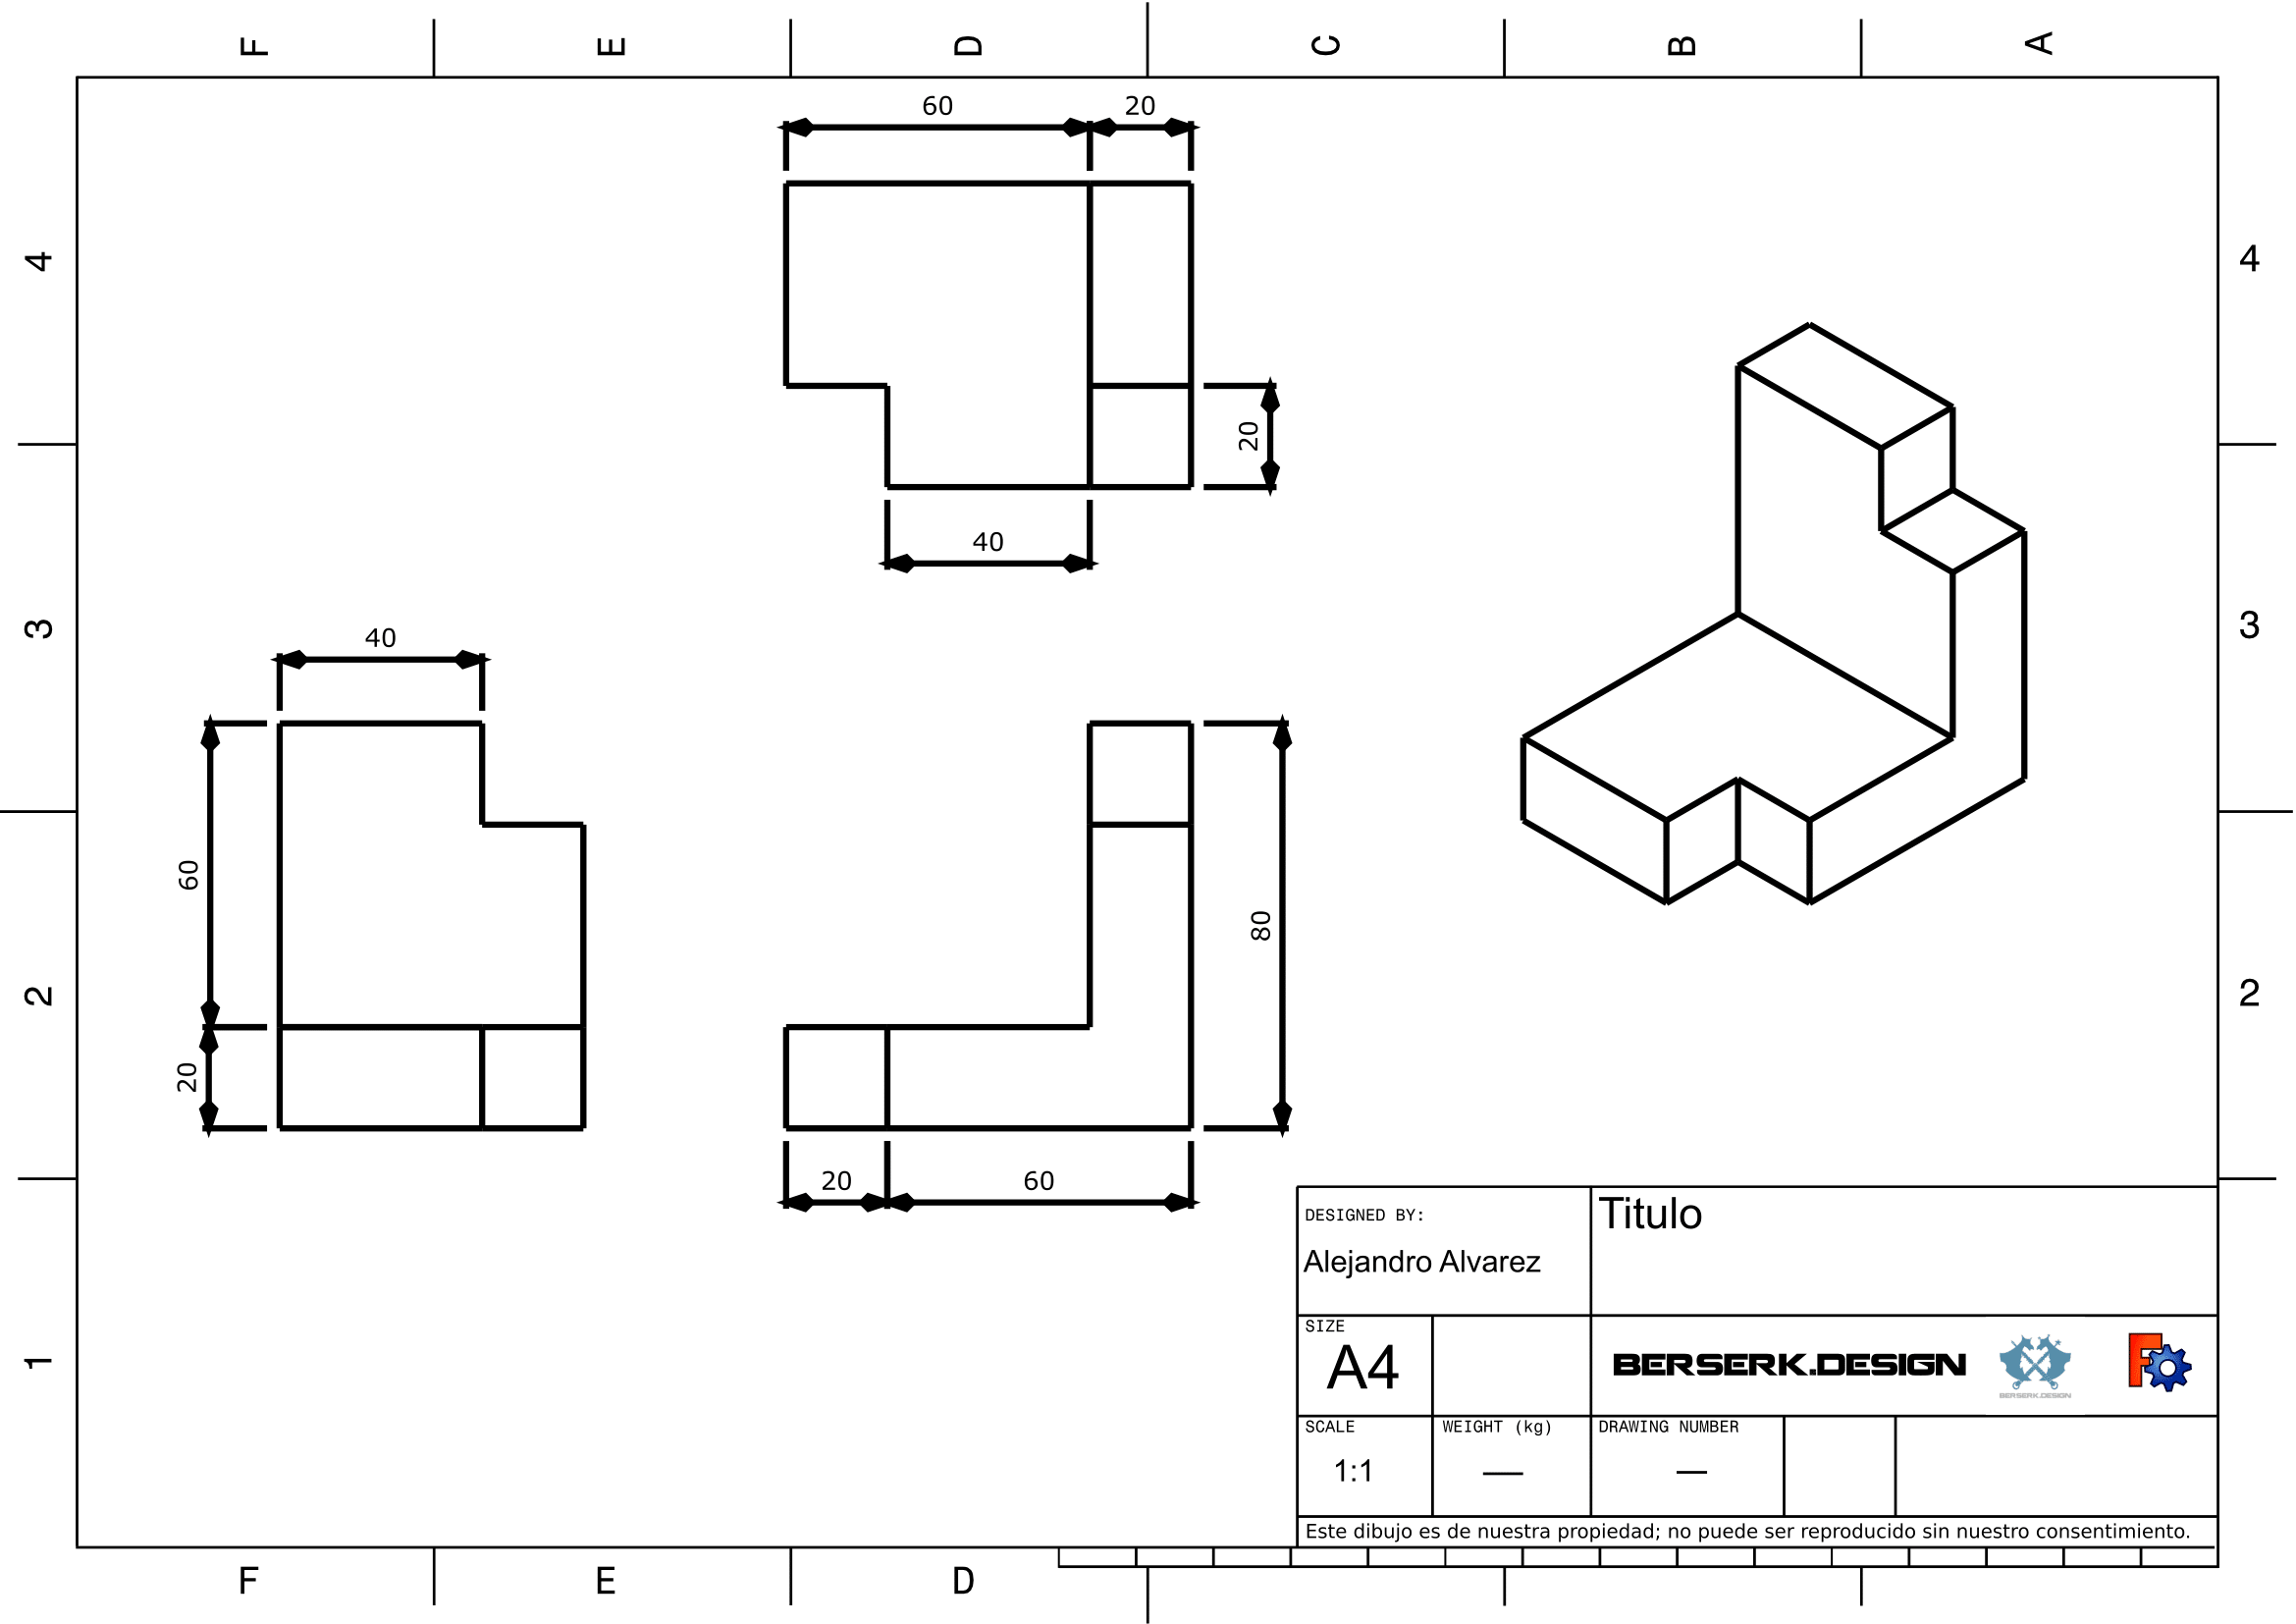 F E D C B A
60 20
4 4
20
40
3 3
40
60
80
2 2
20
20 60
DESIGNED BY:
Alejandro Alvarez
Titulo
SIZE
A4
BERSERK.DESIGN
BERSERK.DESIGN
F
1
SCALE
1:1
WEIGHT (kg)
—
DRAWING NUMBER
—
Este dibujo es de nuestra propiedad; no puede ser reproducido sin nuestro consentimiento.
F E D